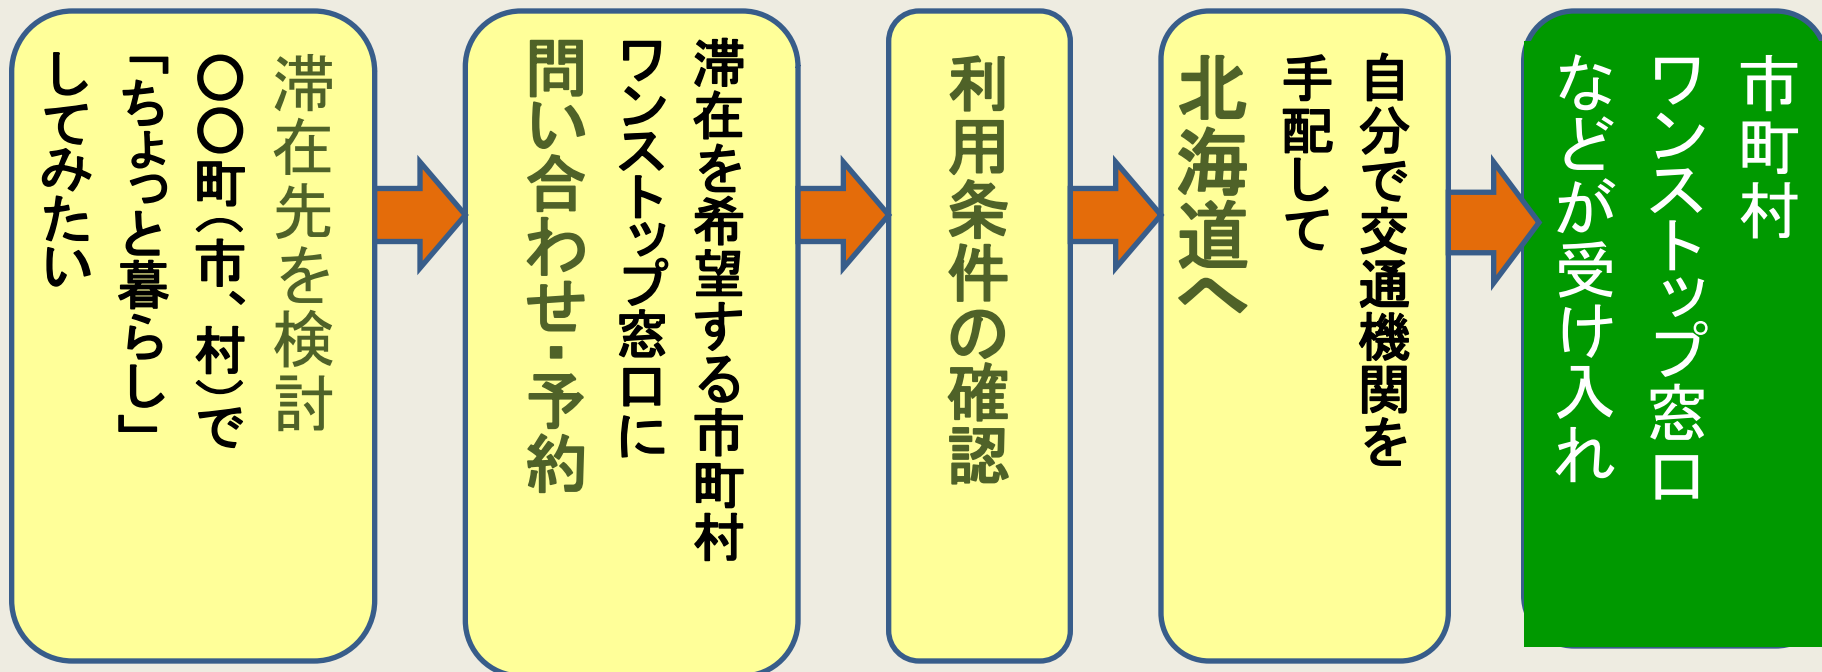 滞在先を検討
〇〇町（市、村）で
「ちょっと暮らし」
してみたい
滞在を希望する市町村
ワンストップ窓口に
問い合わせ・予約
利用条件の確認
自分で交通機関を
手配して
北海道へ
市町村
ワンストップ窓口
などが受け入れ